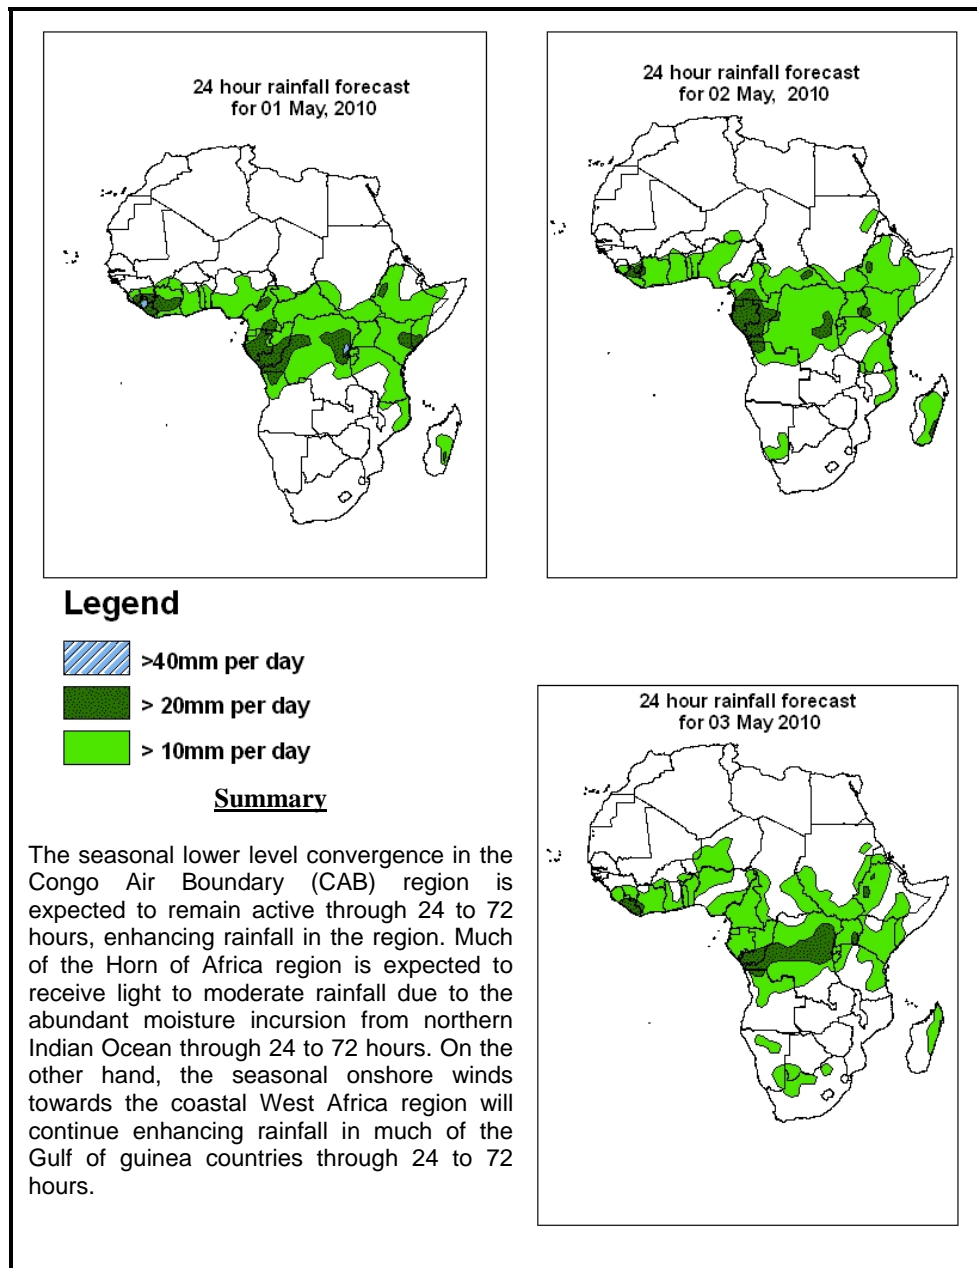 24 hour rainfall forecast
for 01 May, 2010
24 hour rainfall forecast
for 02 May, 2010
Legend
>40mm per day
> 20mm per day
> 10mm per day
24 hour rainfall forecast
for 03 May 2010
Summary
The seasonal lower level convergence in the
Congo Air Boundary (CAB) region is
expected to remain active through 24 to 72
hours, enhancing rainfall in the region. Much
of the Horn of Africa region is expected to
receive light to moderate rainfall due to the
abundant moisture incursion from northern
Indian Ocean through 24 to 72 hours. On the
other hand, the seasonal onshore winds
towards the coastal West Africa region will
continue enhancing rainfall in much of the
Gulf of guinea countries through 24 to 72
hours.